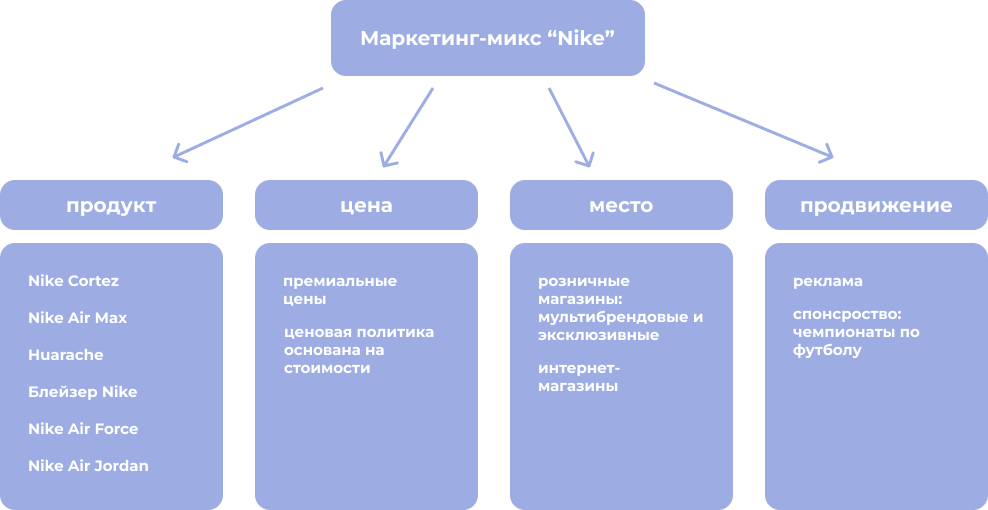 Маркетинг-микс “Nike”
продукт
цена
место
продвижение
Nike Cortez
Nike Air Max
Huarache
Блейзер Nike
Nike Air Force
Nike Air Jordan
премиальные
цены
ценовая политика
основана на
стоимости
розничные
магазины:
мультибрендовые и
эксклюзивные
интернет-
магазины
реклама
спонсроство:
чемпионаты по
футболу